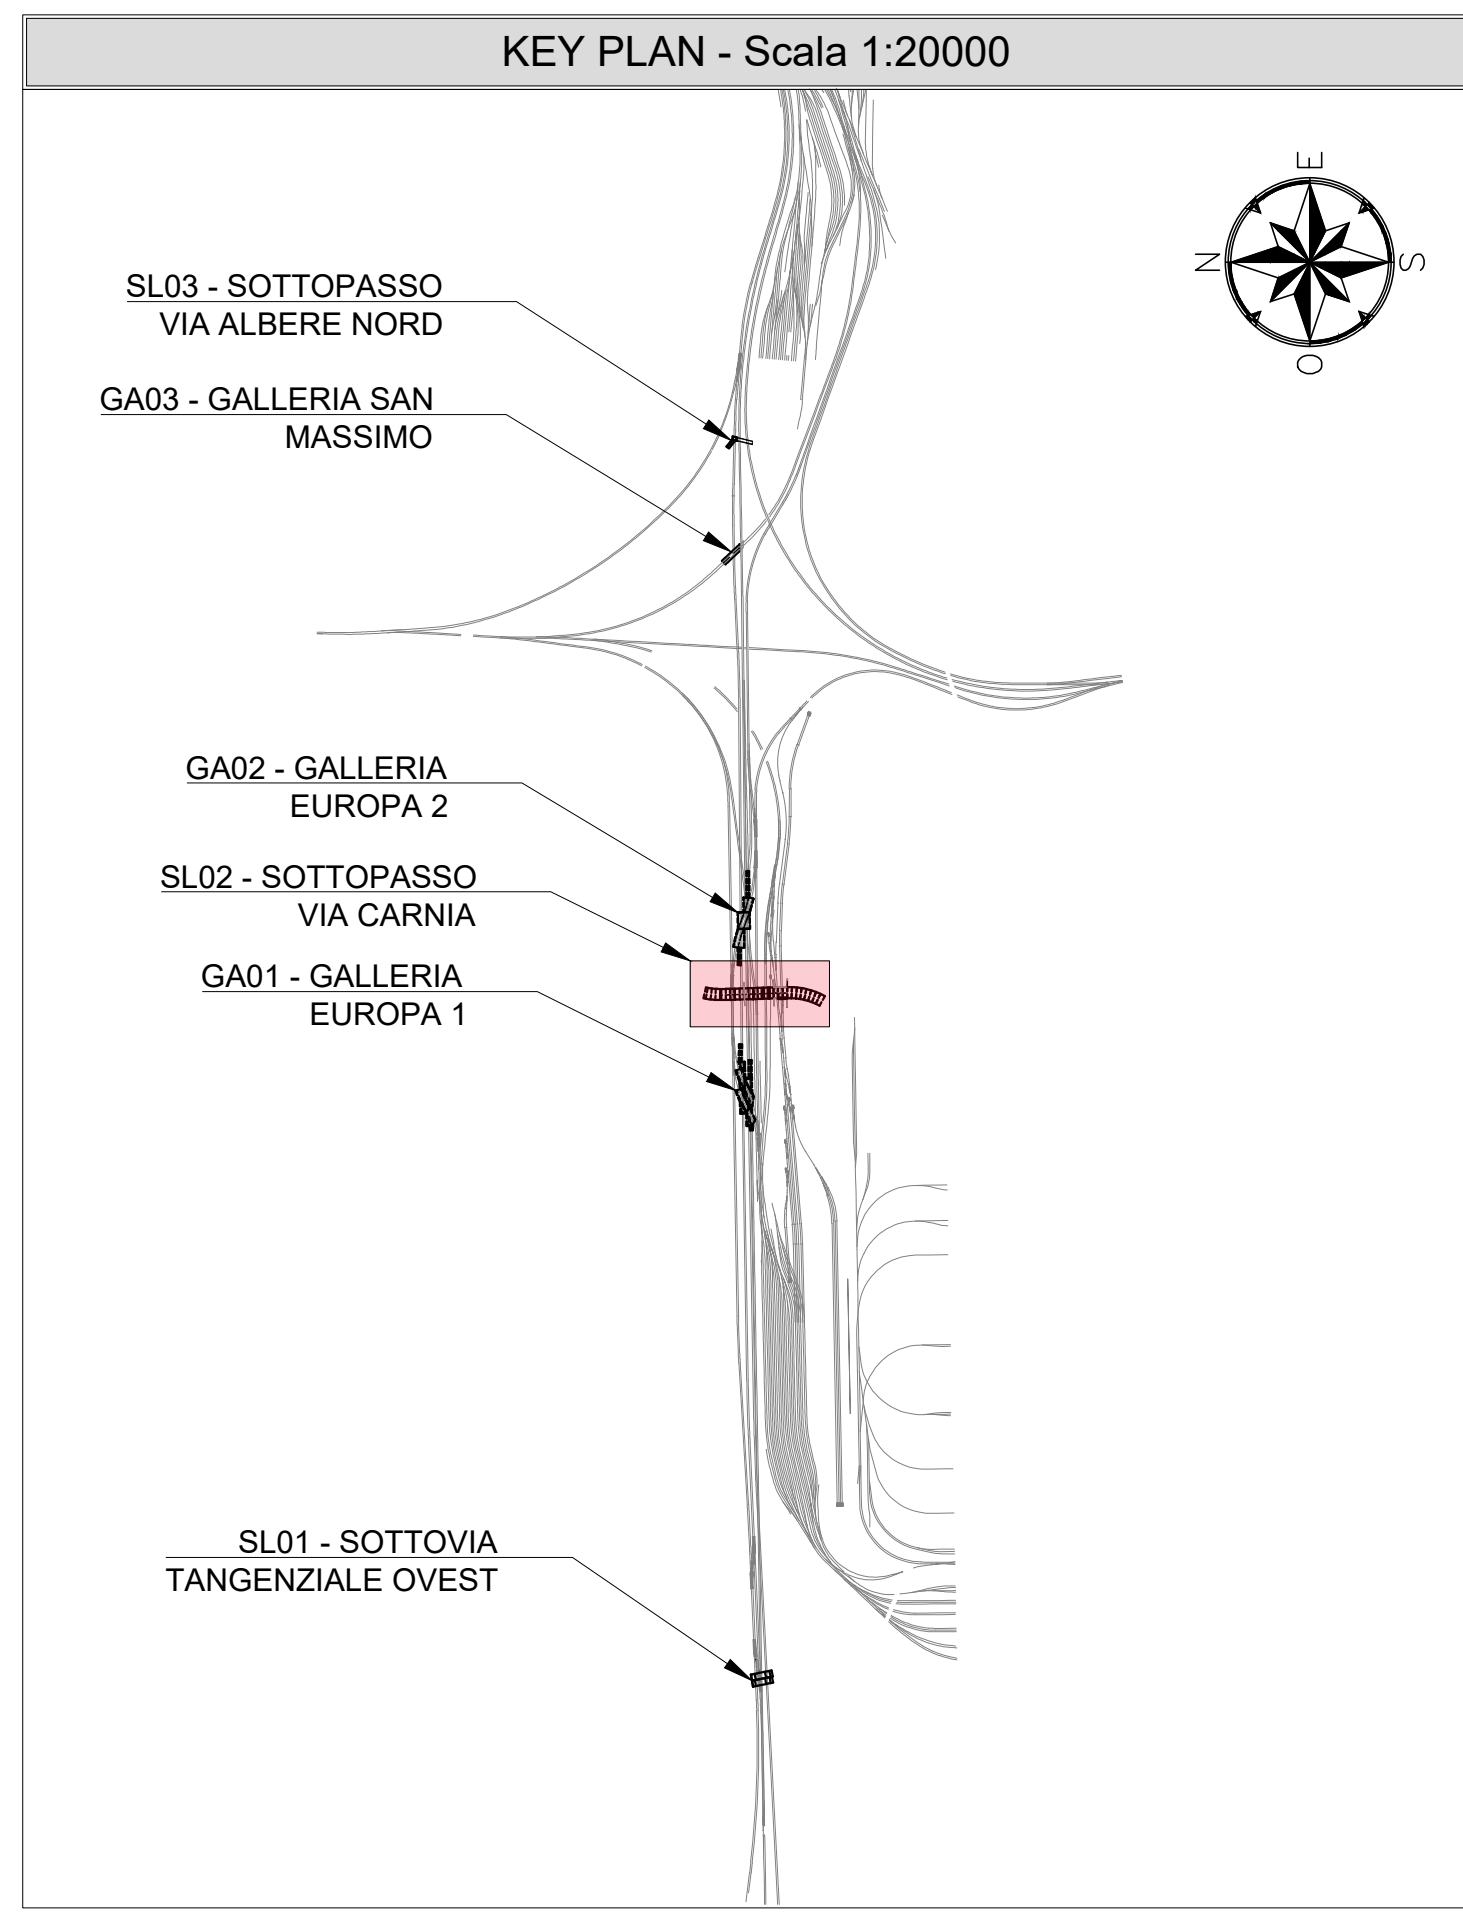 KEY PLAN - Scala 1:20000
E
N
S
O
SL03 - SOTTOPASSO
VIA ALBERE NORD
GA03 - GALLERIA SAN
MASSIMO
GA02 - GALLERIA
EUROPA 2
SL02 - SOTTOPASSO
VIA CARNIA
GA01 - GALLERIA
EUROPA 1
SL01 - SOTTOVIA
TANGENZIALE OVEST